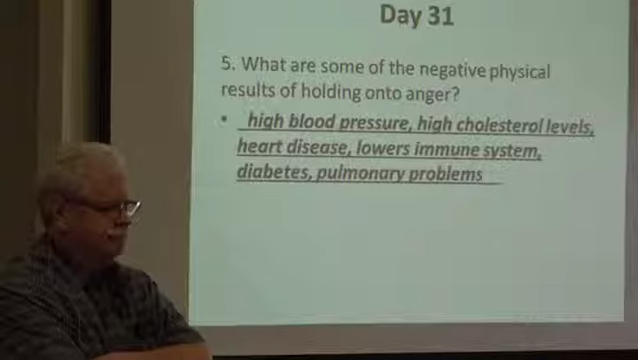 Day 31
5. What are some of the negative physical
results of holding onto anger?
• high blood pressure, high cholesterol levels,
heart disease, lowers immune system,
diabetes, pulmonary problems